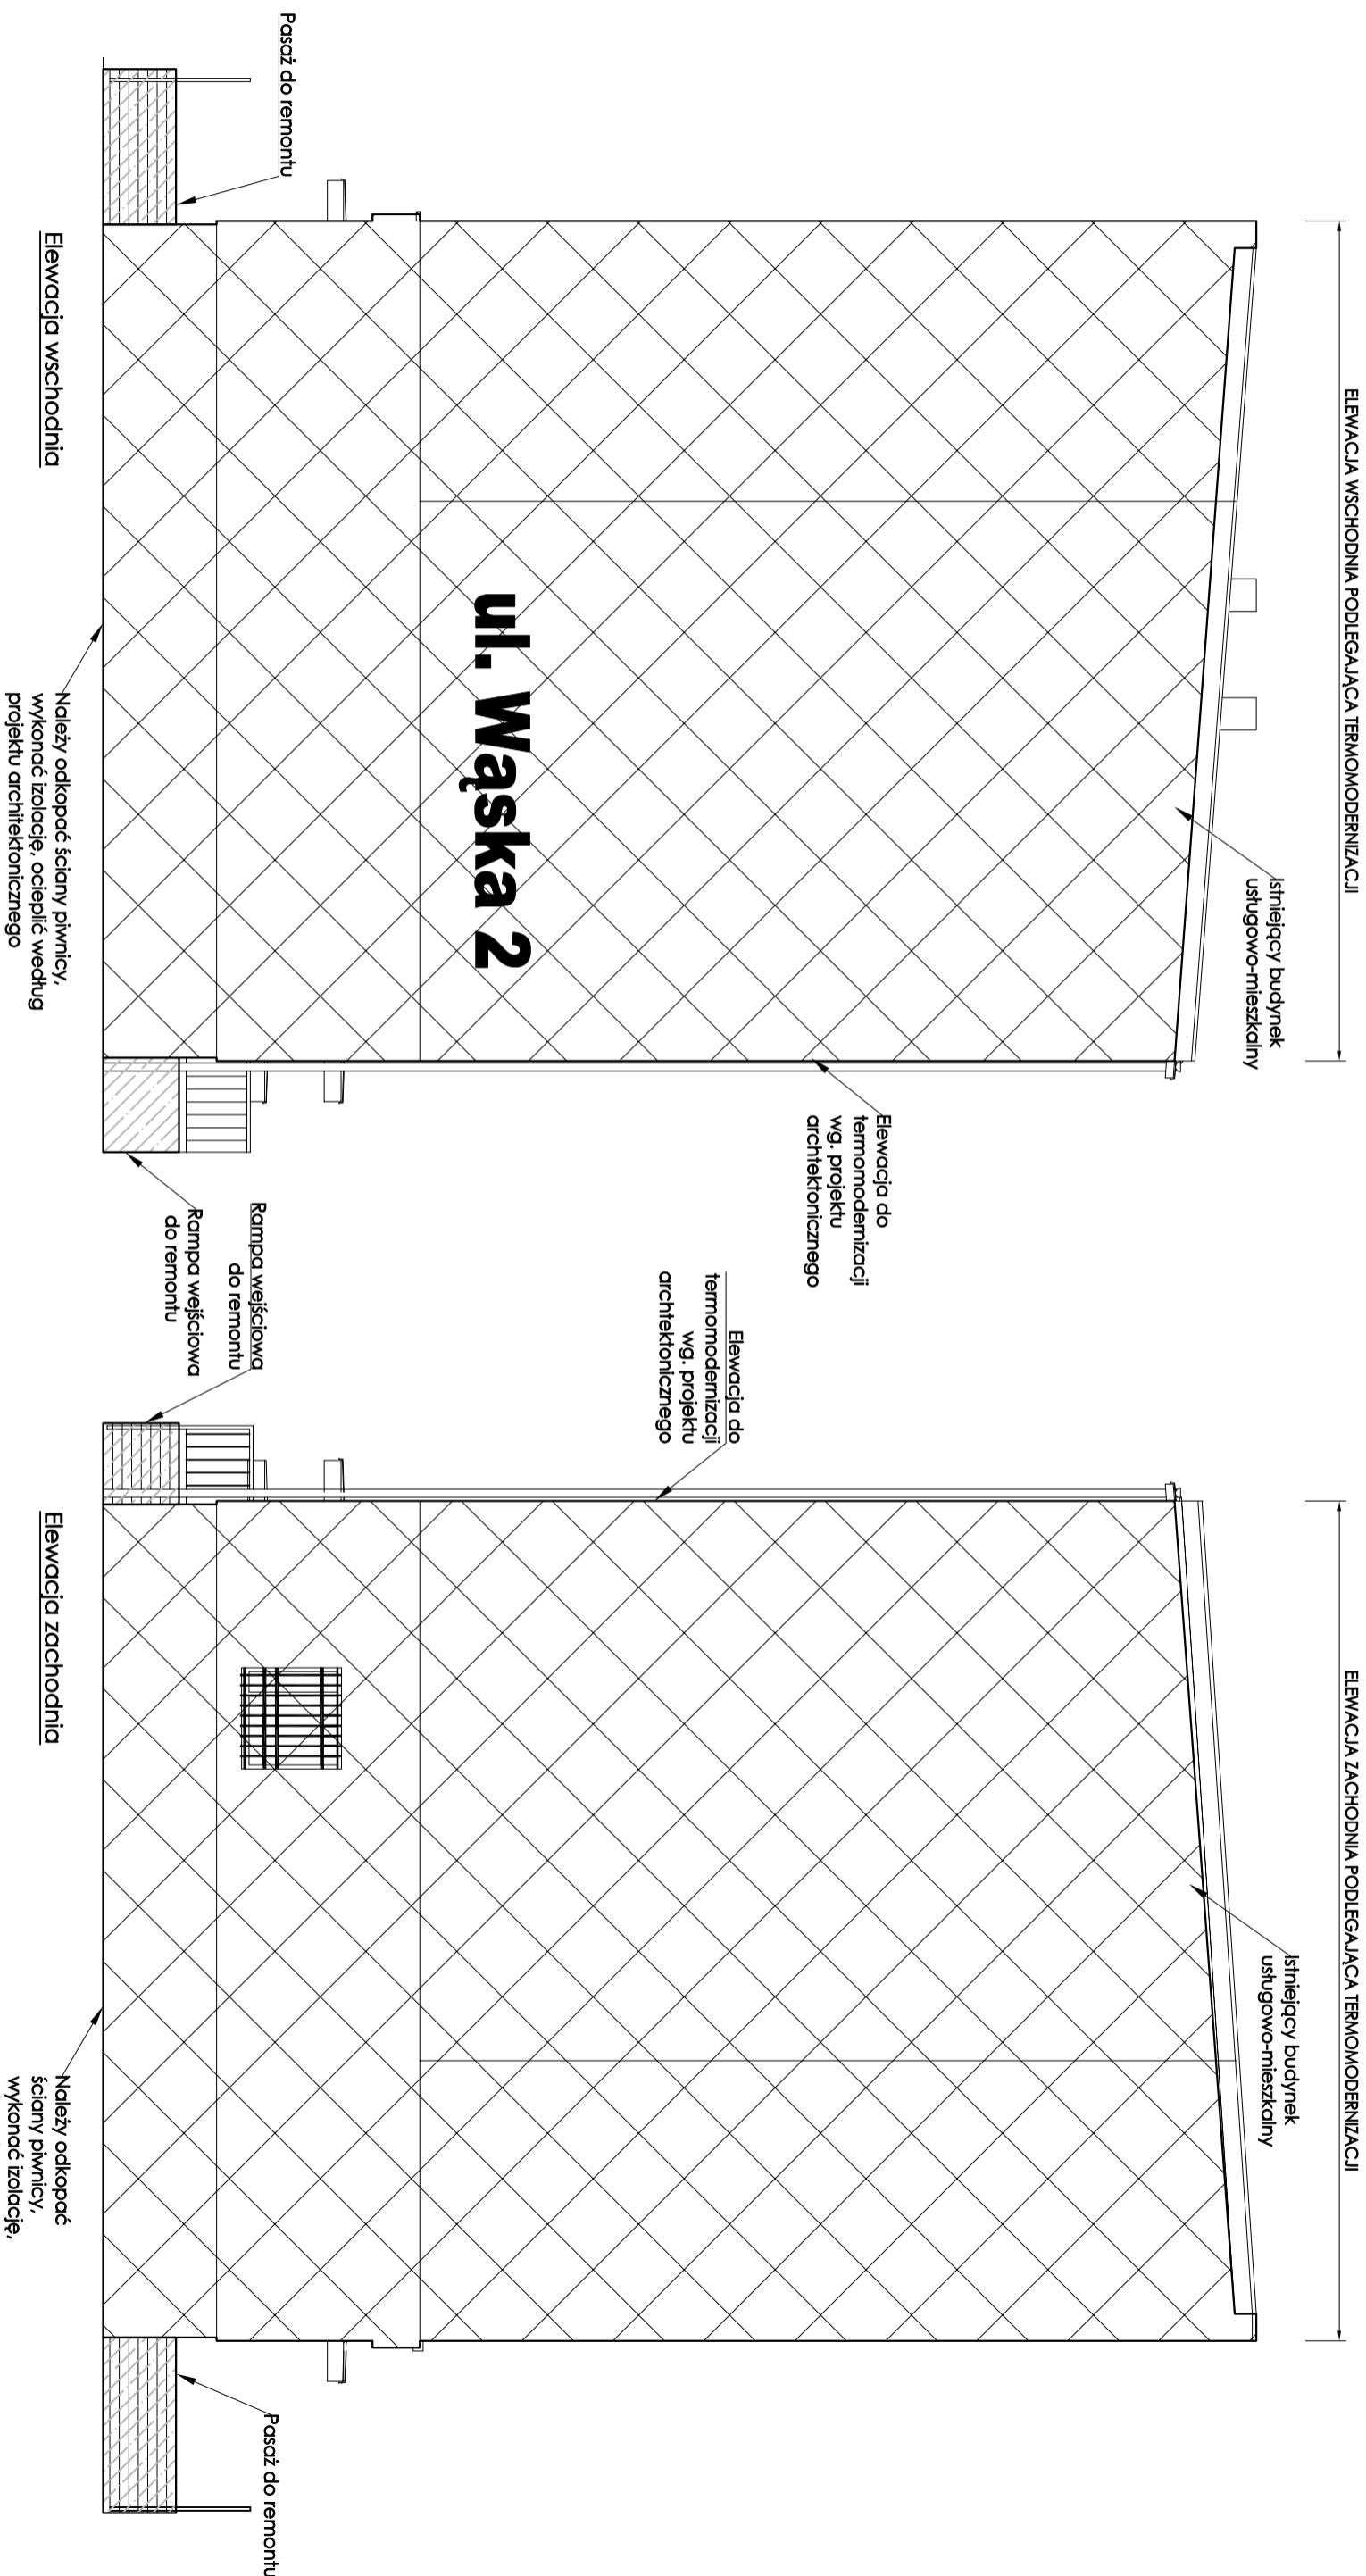 ELEWACJA WSCHODNIA PODLEGAJĄCA TERMOMODERNIZACJI
Istniejący budynek
usługowo-mieszkalny
Elewacja do
termomodernizacji
wg. projektu
archtektonicznego
ul. Wąska 2
Pasaż do remontu
Rampa wejściowa
do remontu
Należy odkopać ściany piwnicy,
wykonać izolację, ocieplić według
projektu architektonicznego
Elewacja wschodnia
ELEWACJA ZACHODNIA PODLEGAJĄCA TERMOMODERNIZACJI
Istniejący budynek
usługowo-mieszkalny
Elewacja do
termomodernizacji
wg. projektu
archtektonicznego
Rampa wejściowa
do remontu
Pasaż do remontu
Należy odkopać
ściany piwnicy,
wykonać izolację,
Elewacja zachodnia